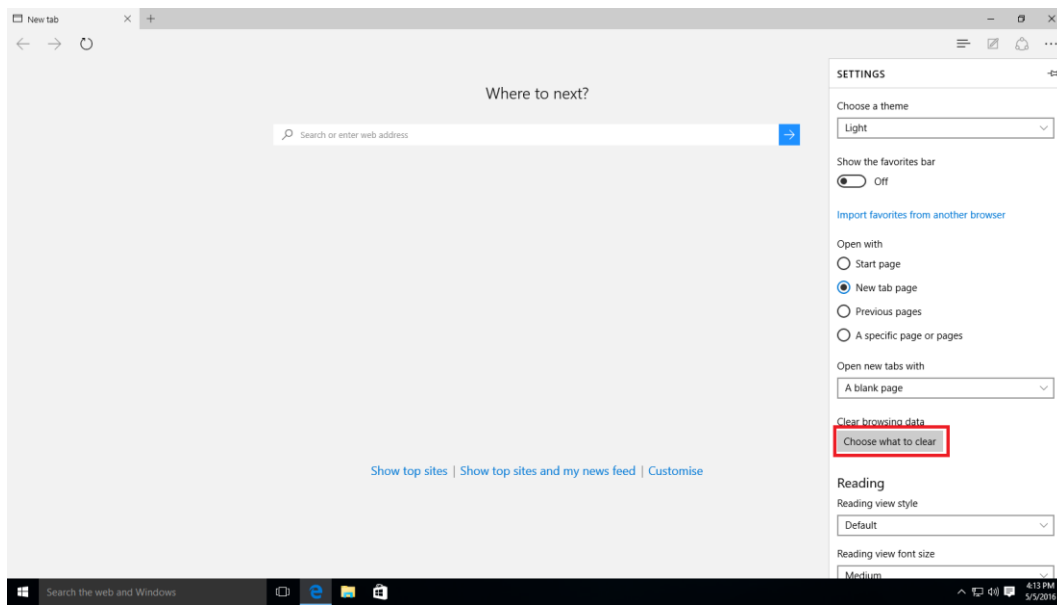 New tab
Where to next?
Search or enter web address
Show top sites | Show top sites and my news feed | Customise
SETTINGS
Choose a theme
Light
Show the favorites bar
Off
Import favorites from another browser
Open with
Start page
New tab page
Previous pages
A specific page or pages
Open new tabs with
A blank page
Clear browsing data
Choose what to clear
Reading
Reading view style
Default
Reading view font size
Medium
Search the web and Windows
4:13 PM
5/5/2016